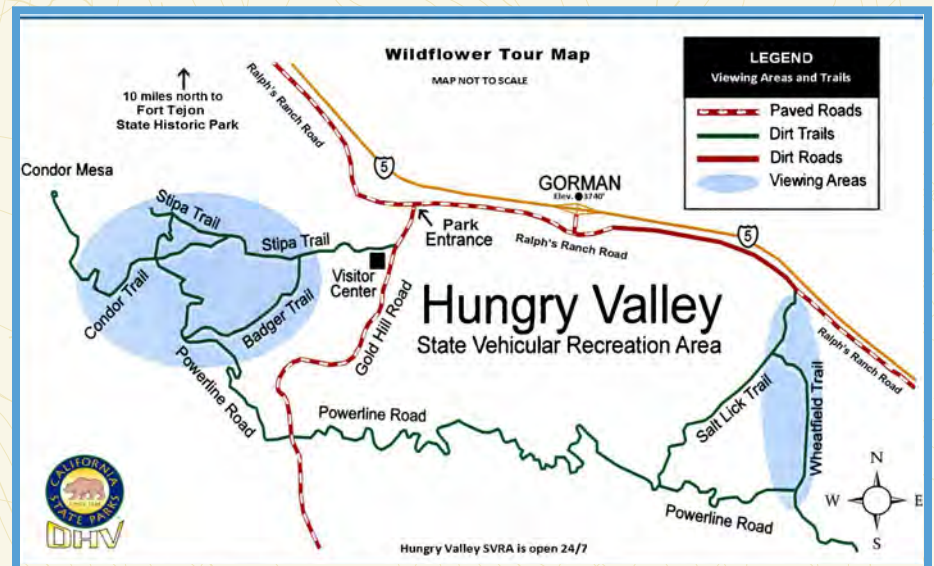 Wildflower Tour Map
MAP NOT TO SCALE
10 miles north to
Fort Tejon
State Historic Park
Ralph's Ranch Road
5
LEGEND
Viewing Areas and Trails
Paved Roads
Dirt Trails
Dirt Roads
Viewing Areas
Condor Mesa
Stipa Trail
Stipa Trail
Condor Trail
Badger Trail
Powerline Road
Visitor
Center
Gold Hill Road
Park
Entrance
GORMAN
Elev. 3740'
Ralph's Ranch Road
5
Ralph's Ranch Road
Hungry Valley
State Vehicular Recreation Area
Salt Lick Trail
Wheatfield Trail
Powerline Road
Powerline Road
N
W
E
S
CALIFORNIA
STATE PARKS
OHV
Hungry Valley SVRA is open 24/7